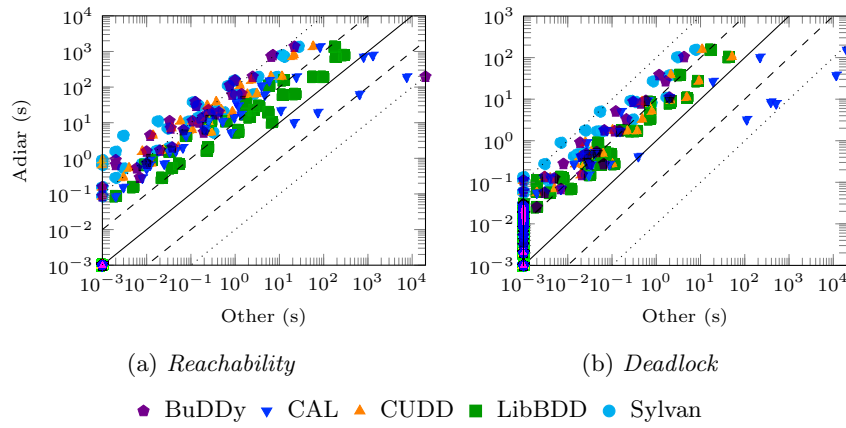 10^4
10^3
10^2
10^1
10^0
10^-1
10^-2
10^-3
Adiar (s)
10^-3 10^-2 10^-1 10^0 10^1 10^2 10^3 10^4
Other (s)
(a) Reachability
10^3
10^2
10^1
10^0
10^-1
10^-2
10^-3
10^-3 10^-2 10^-1 10^0 10^1 10^2 10^3 10^4
Other (s)
(b) Deadlock
BuDDy CAL CUDD LibBDD Sylvan